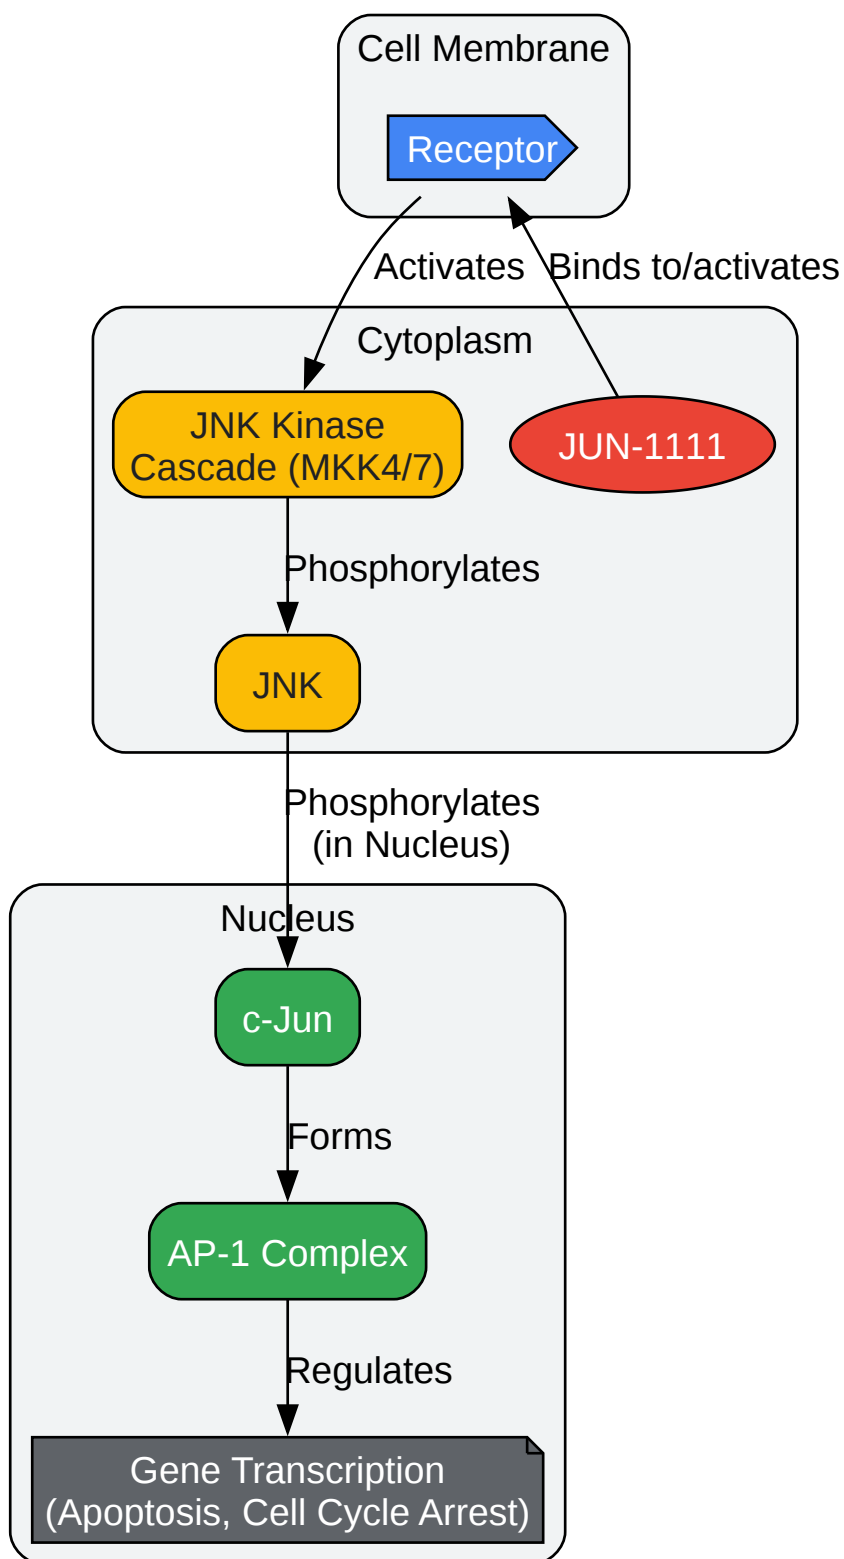 Cell Membrane
Receptor
Activates
Binds to/activates
Cytoplasm
JNK Kinase
Cascade (MKK4/7)
JUN-1111
Phosphorylates
JNK
Phosphorylates
(in Nucleus)
Nucleus
c-Jun
Forms
AP-1 Complex
Regulates
Gene Transcription
(Apoptosis, Cell Cycle Arrest)